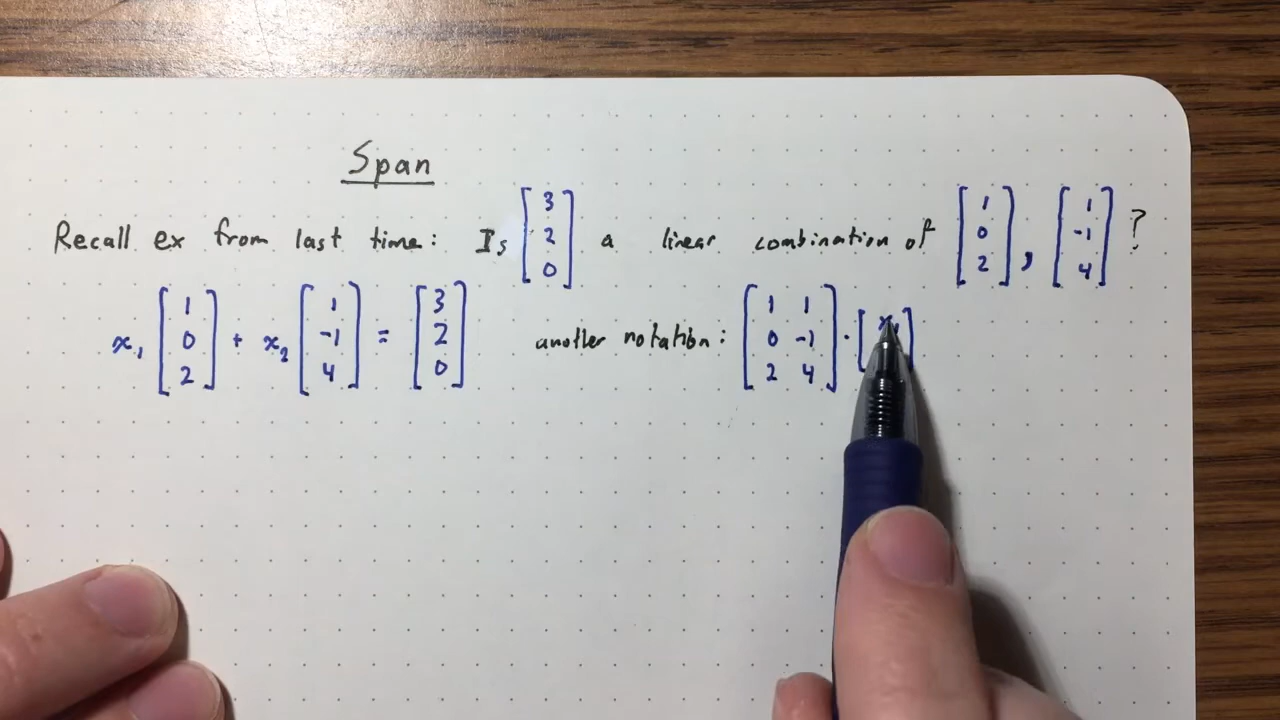 Span
Recall ex from last time: Is [3 2 0] a linear combination of [1 0 2], [1 -1 4]?
x₁ [1 0 2] + x₂ [1 -1 4] = [3 2 0] another notation: [1 1 0 -1 2 4] · [x₁]